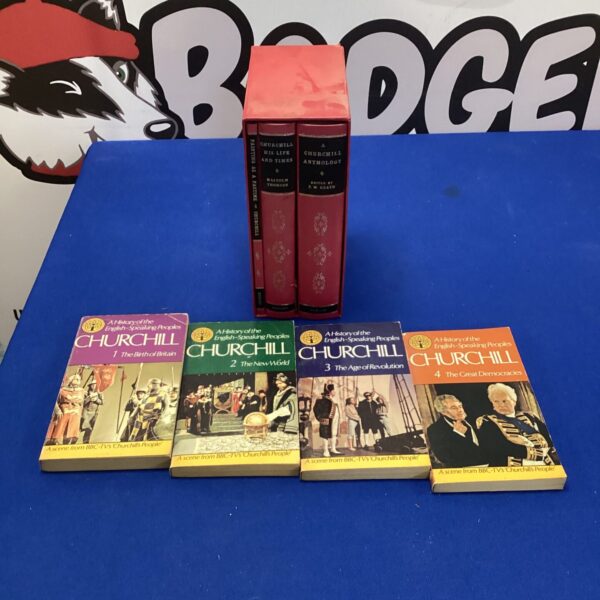 BADGE
PAINTING AS A PASTIME
CHURCHILL
CHURCHILL
HIS LIFE
AND TIMES
MALCOLM
THOMSON
A
CHURCHILL
ANTHOLOGY
EDITED BY
F. W. HEATH
A History of the
English-Speaking Peoples
CHURCHILL
1 The Birth of Britain
A scene from BBC-TV's 'Churchill's People'
A History of the
English-Speaking Peoples
CHURCHILL
2 The New World
A scene from BBC-TV's 'Churchill's People'
A History of the
English-Speaking Peoples
CHURCHILL
3 The Age of Revolution
A scene from BBC-TV's 'Churchill's People'
A History of the
English-Speaking Peoples
CHURCHILL
4 The Great Democracies
A scene from BBC-TV's 'Churchill's People'